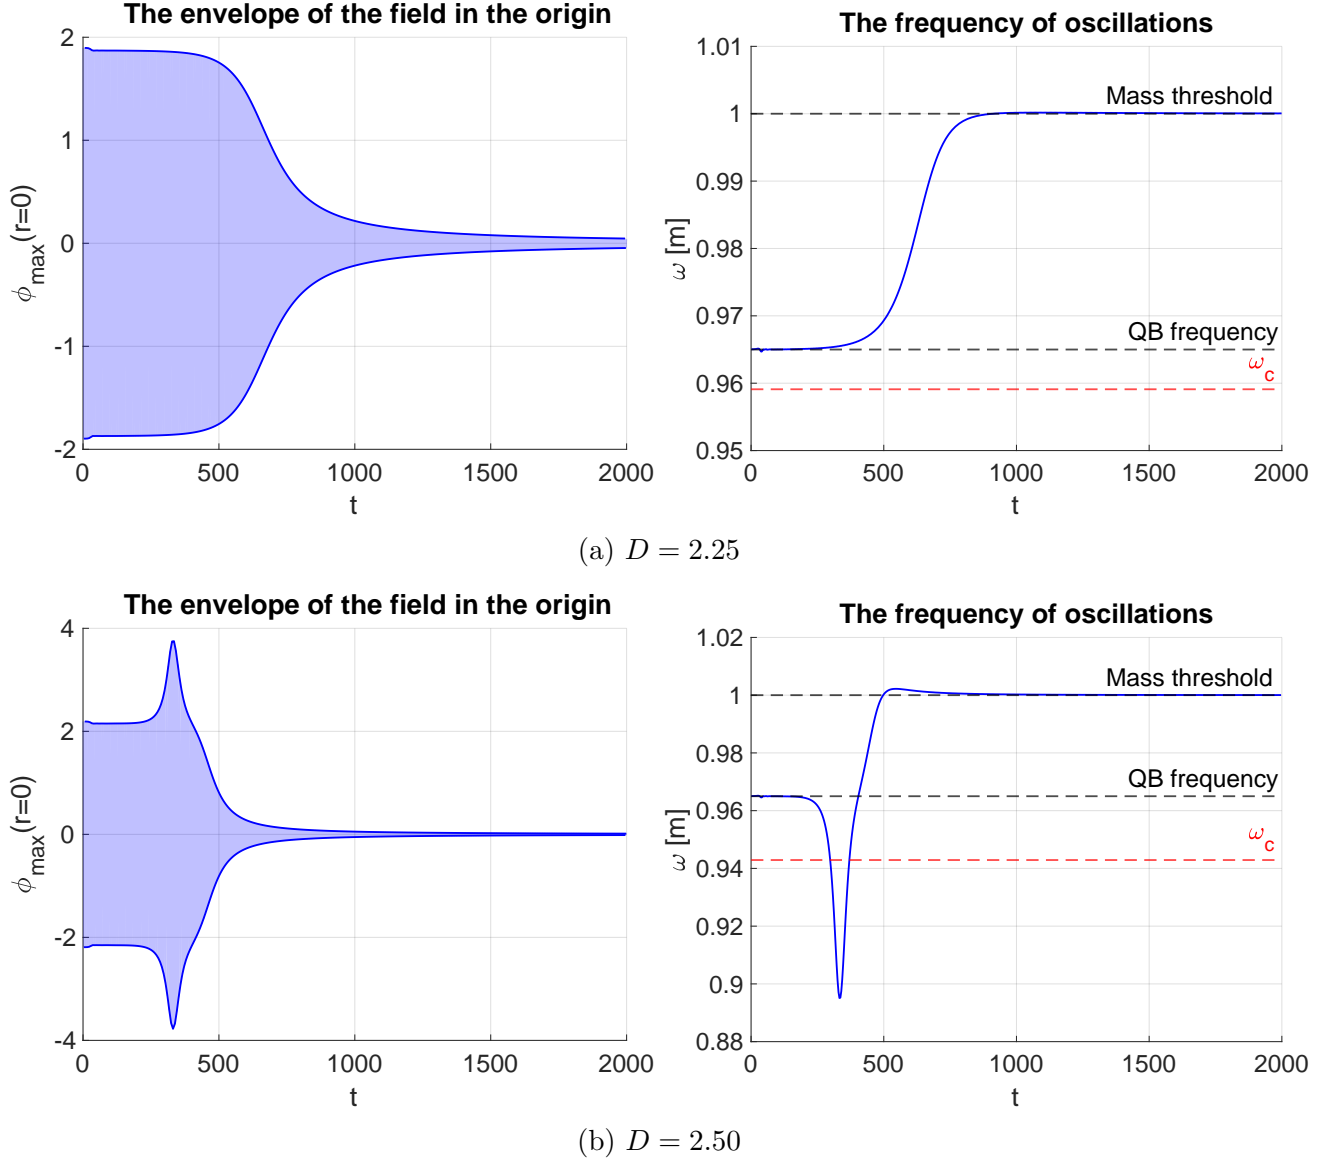 The envelope of the field in the origin
2
1
0
-1
-2
ϕ_max(r=0)
0 500 1000 1500 2000
t
The frequency of oscillations
1.01
1
0.99
0.98
0.97
0.96
0.95
ω [m]
Mass threshold
QB frequency
ω_c
0 500 1000 1500 2000
t
(a) D = 2.25
The envelope of the field in the origin
4
2
0
-2
-4
ϕ_max(r=0)
0 500 1000 1500 2000
t
The frequency of oscillations
1.02
1
0.98
0.96
0.94
0.92
0.9
0.88
ω [m]
Mass threshold
QB frequency
ω_c
0 500 1000 1500 2000
t
(b) D = 2.50